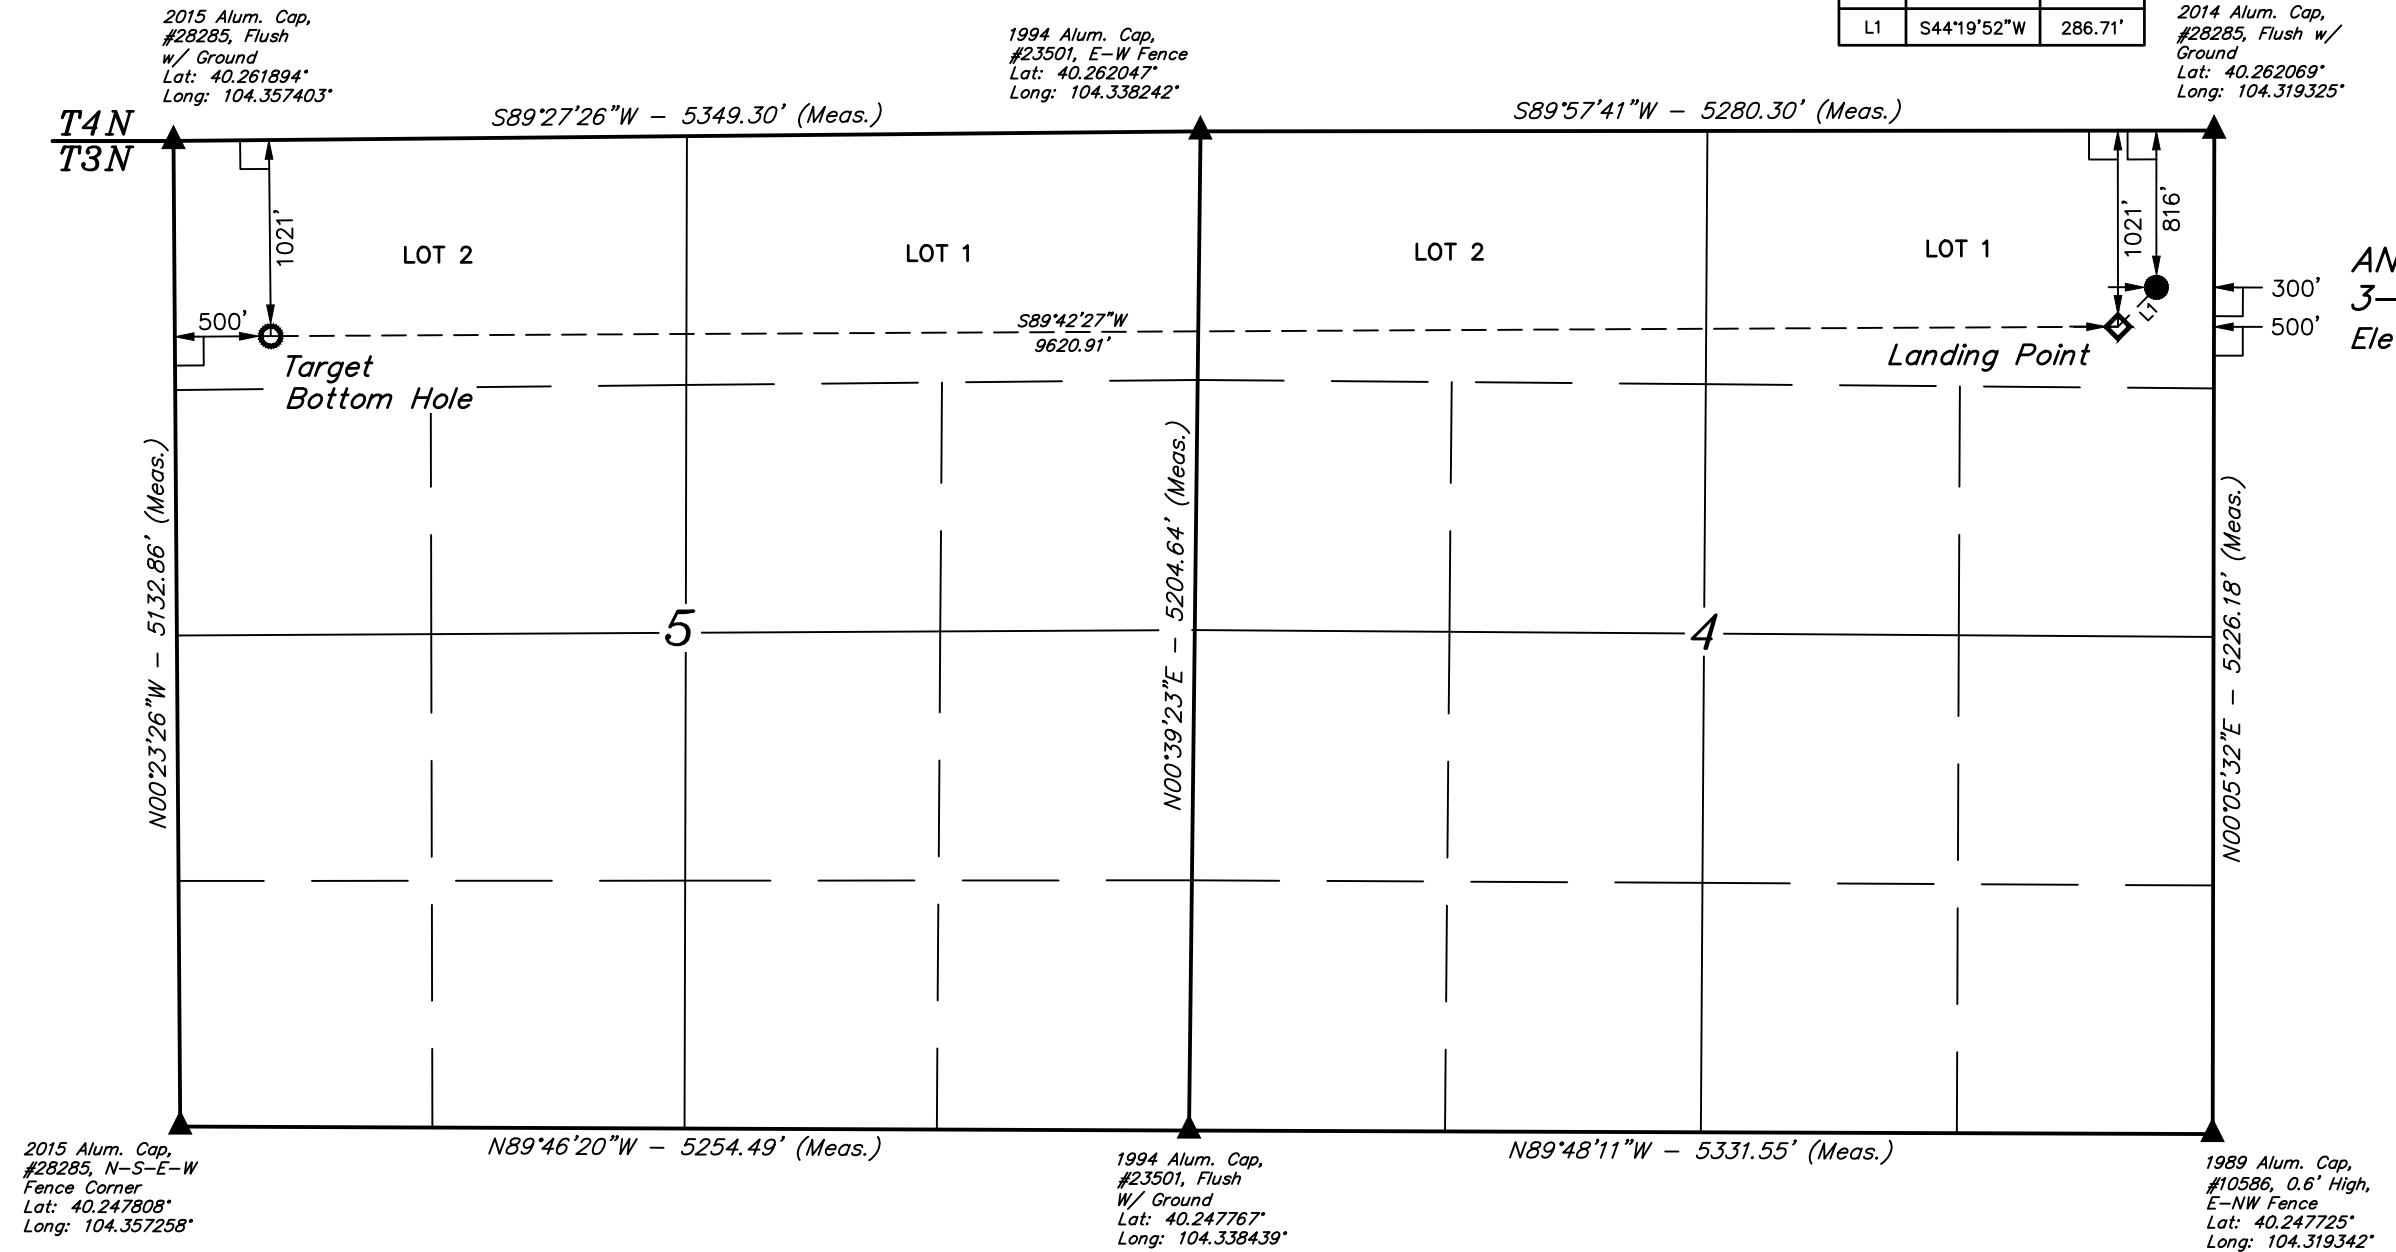 2015 Alum. Cap,
#28285, Flush
w/ Ground
Lat: 40.261894°
Long: 104.357403°
1994 Alum. Cap,
#23501, E-W Fence
Lat: 40.262047°
Long: 104.338242°
L1 S44°19'52"W 286.71'
2014 Alum. Cap,
#28285, Flush w/
Ground
Lat: 40.262069°
Long: 104.319325°
T4N
T3N
S89°27'26"W - 5349.30' (Meas.)
S89°57'41"W - 5280.30' (Meas.)
1021'
LOT 2
LOT 1
LOT 2
LOT 1
1021'
816'
500'
S89°42'27"W
9620.91'
L1
300'
500'
AN
3-
Ele
Target
Bottom Hole
Landing Point
N00°23'26"W - 5132.86' (Meas.)
5
N00°39'23"E - 5204.64' (Meas.)
4
N00°05'32"E - 5226.18' (Meas.)
N89°46'20"W - 5254.49' (Meas.)
N89°48'11"W - 5331.55' (Meas.)
2015 Alum. Cap,
#28285, N-S-E-W
Fence Corner
Lat: 40.247808°
Long: 104.357258°
1994 Alum. Cap,
#23501, Flush
W/ Ground
Lat: 40.247767°
Long: 104.338439°
1989 Alum. Cap,
#10586, 0.6' High,
E-NW Fence
Lat: 40.247725°
Long: 104.319342°